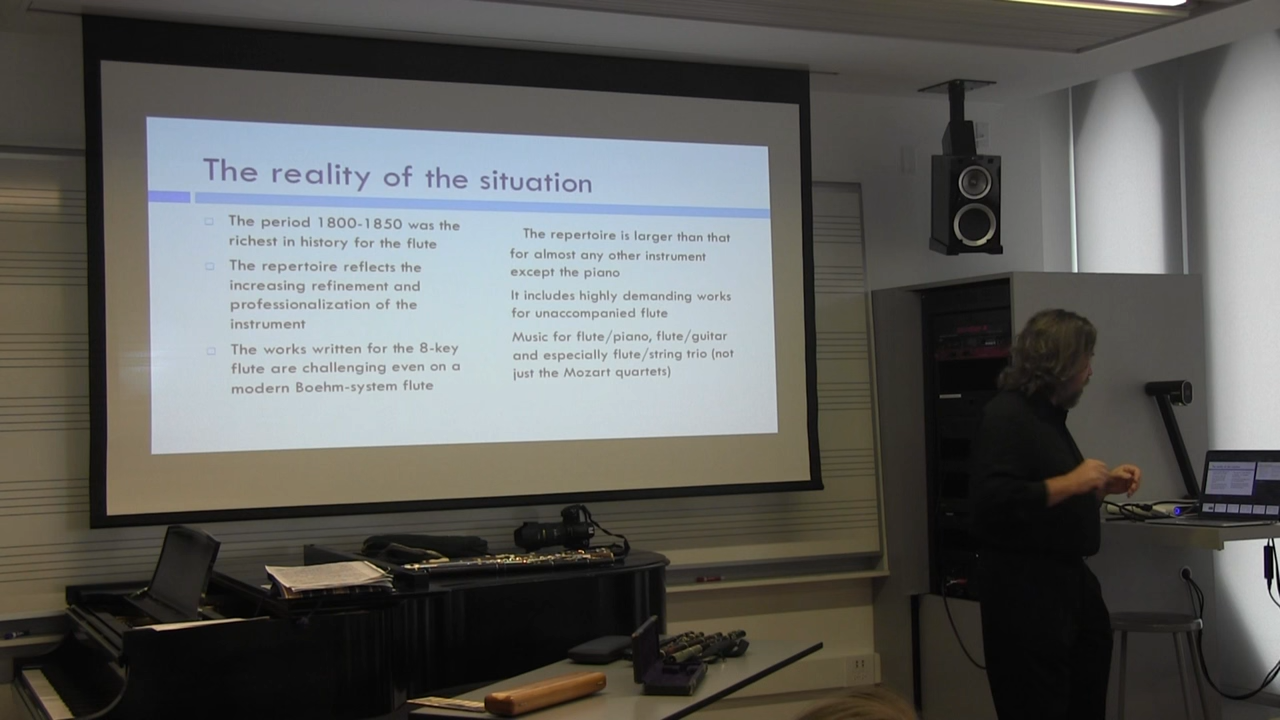 The reality of the situation
The period 1800-1850 was the
richest in history for the flute
The repertoire reflects the
increasing refinement and
professionalization of the
instrument
The works written for the 8-key
flute are challenging even on a
modern Boehm-system flute
The repertoire is larger than that
for almost any other instrument
except the piano
It includes highly demanding works
for unaccompanied flute
Music for flute/piano, flute/guitar
and especially flute/string trio (not
just the Mozart quartets)